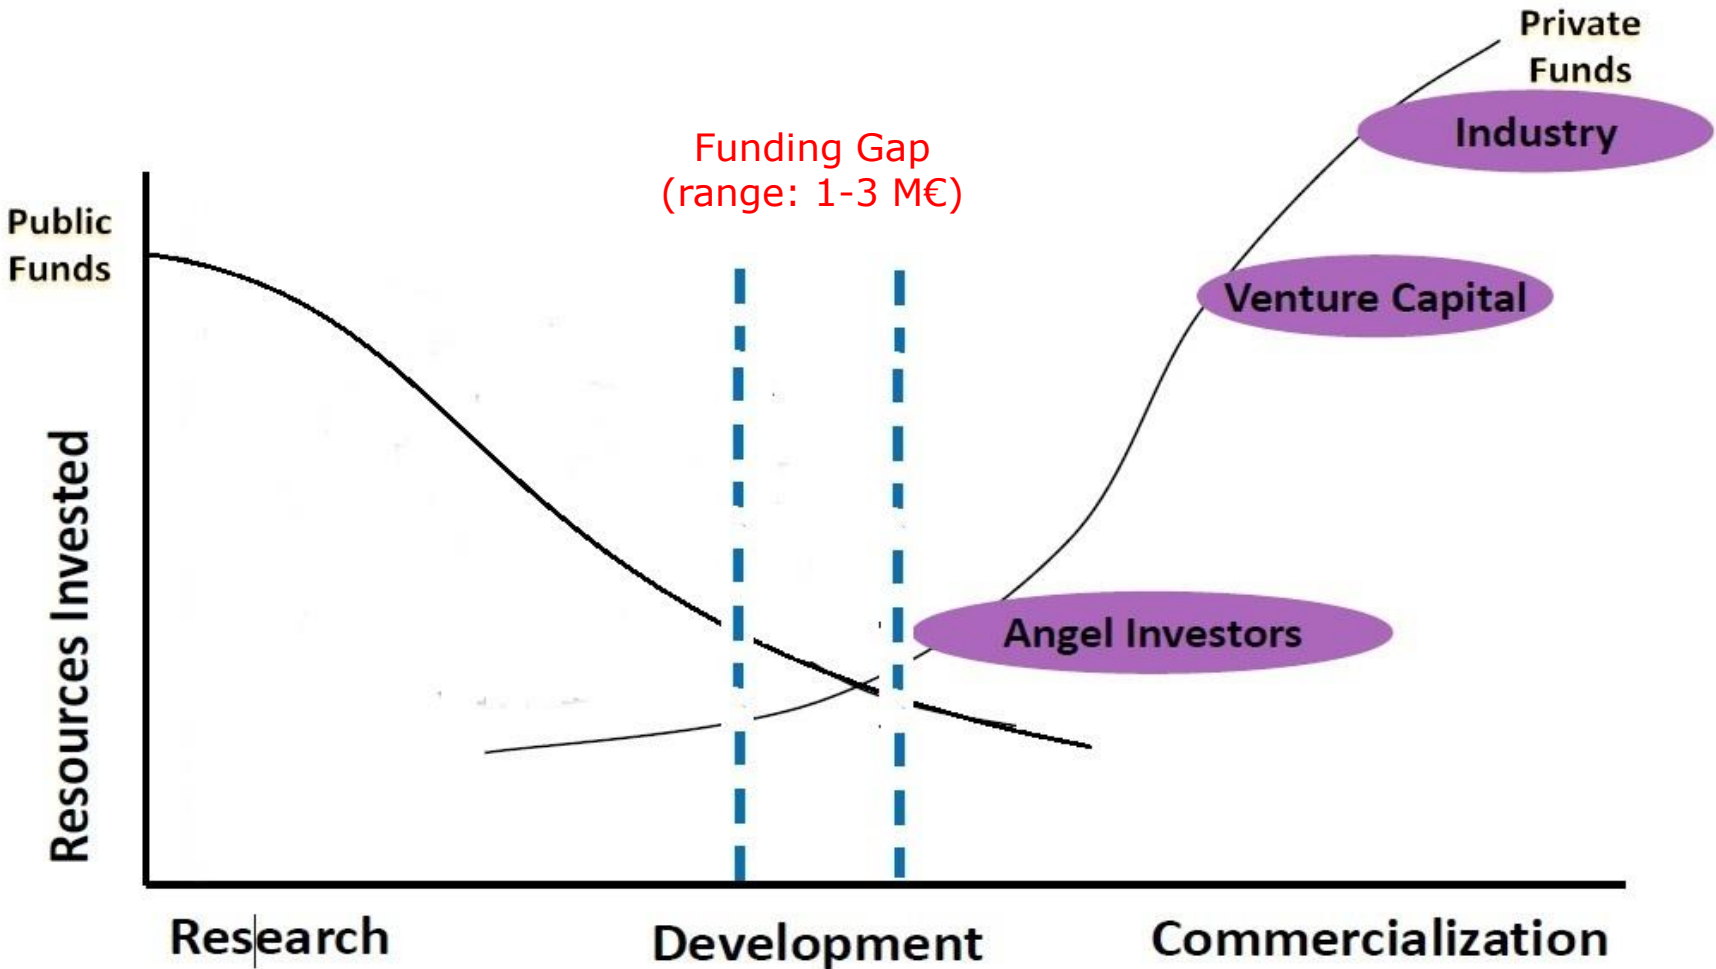 Private
Funds
Industry
Funding Gap
(range: 1-3 M€)
Public
Funds
Venture Capital
Resources Invested
Angel Investors
Research
Development
Commercialization